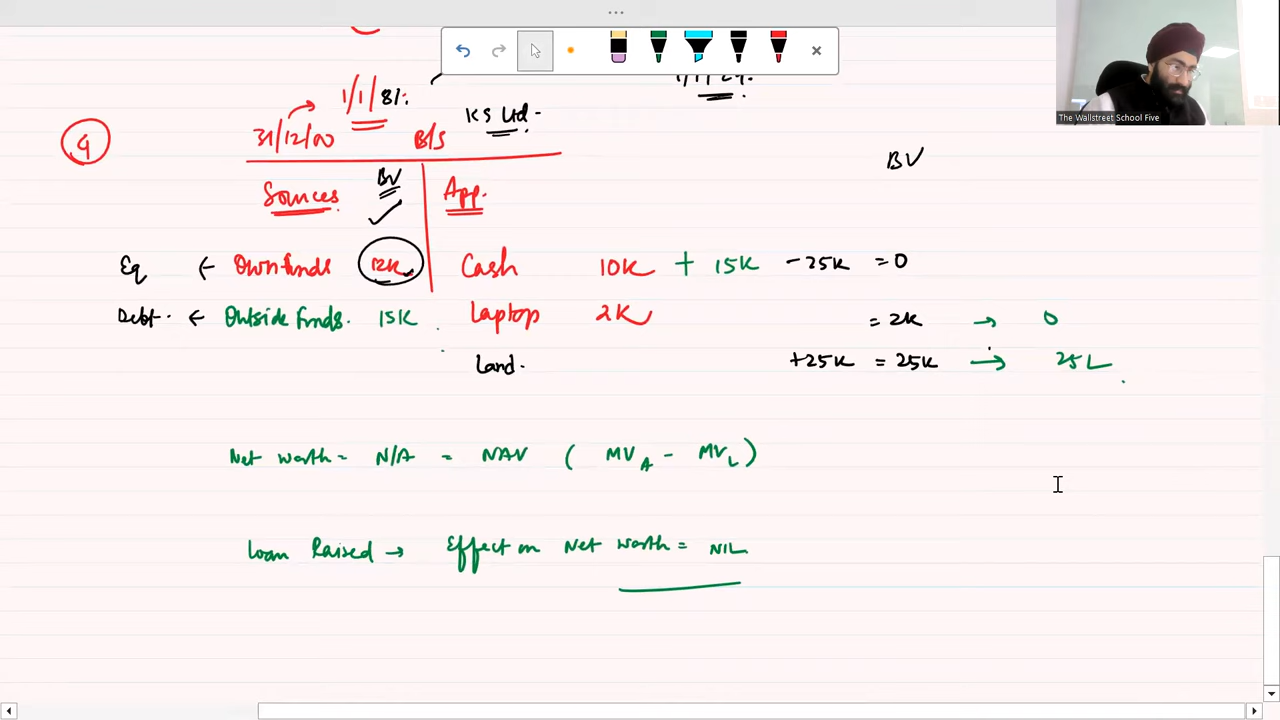 1/1/81.
The Wallstreet School Five
KS Ltd.
31/12/00 B/S
9
BV
BV
Sources App.
Eq ← Own funds 12K Cash 10K + 15K - 25K = 0
Debt. ← Outside Funds. 15K Laptop 2K = 2K → 0
Land. +25K = 25K → 25L
Net worth = N/A = NAV ( MVA - MVL )
Loan Raised → Effect on Net worth = NIL